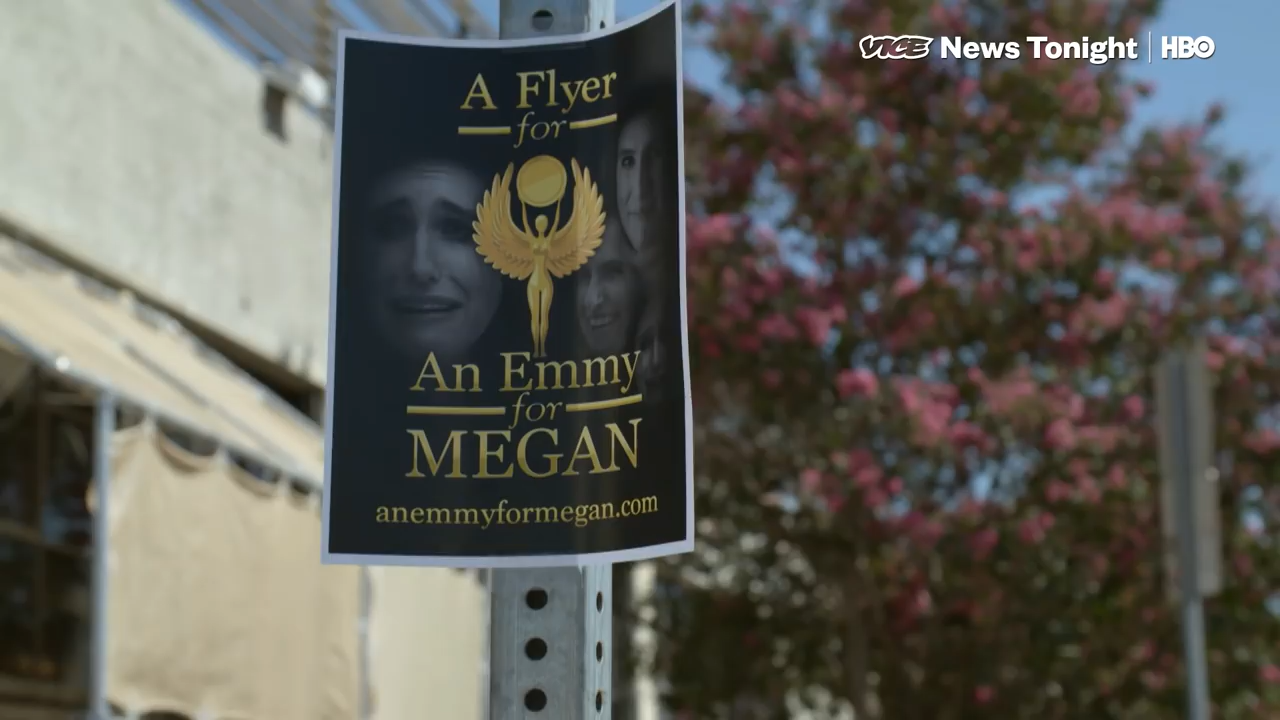 VICE News Tonight | HBO
A Flyer
for
An Emmy
for
MEGAN
anemmyformegan.com